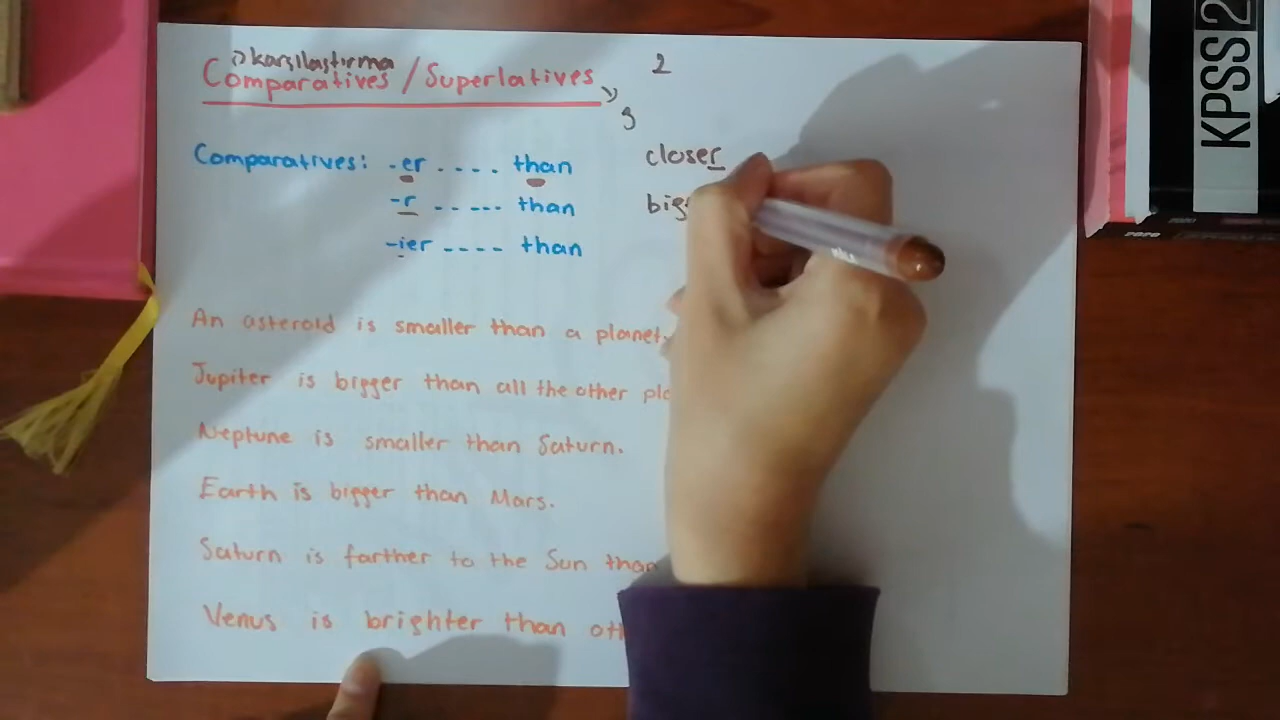 karşılaştırma
Comparatives / Superlatives
2
3
Comparatives: -er .... than
-r ----- than
-ier ---- than
closer
An asteroid is smaller than a planet.
Jupiter is bigger than all the other
Neptune is smaller than Saturn.
Earth is bigger than Mars.
Saturn is farther to the Sun than
Venus is brighter than
KPSS 2